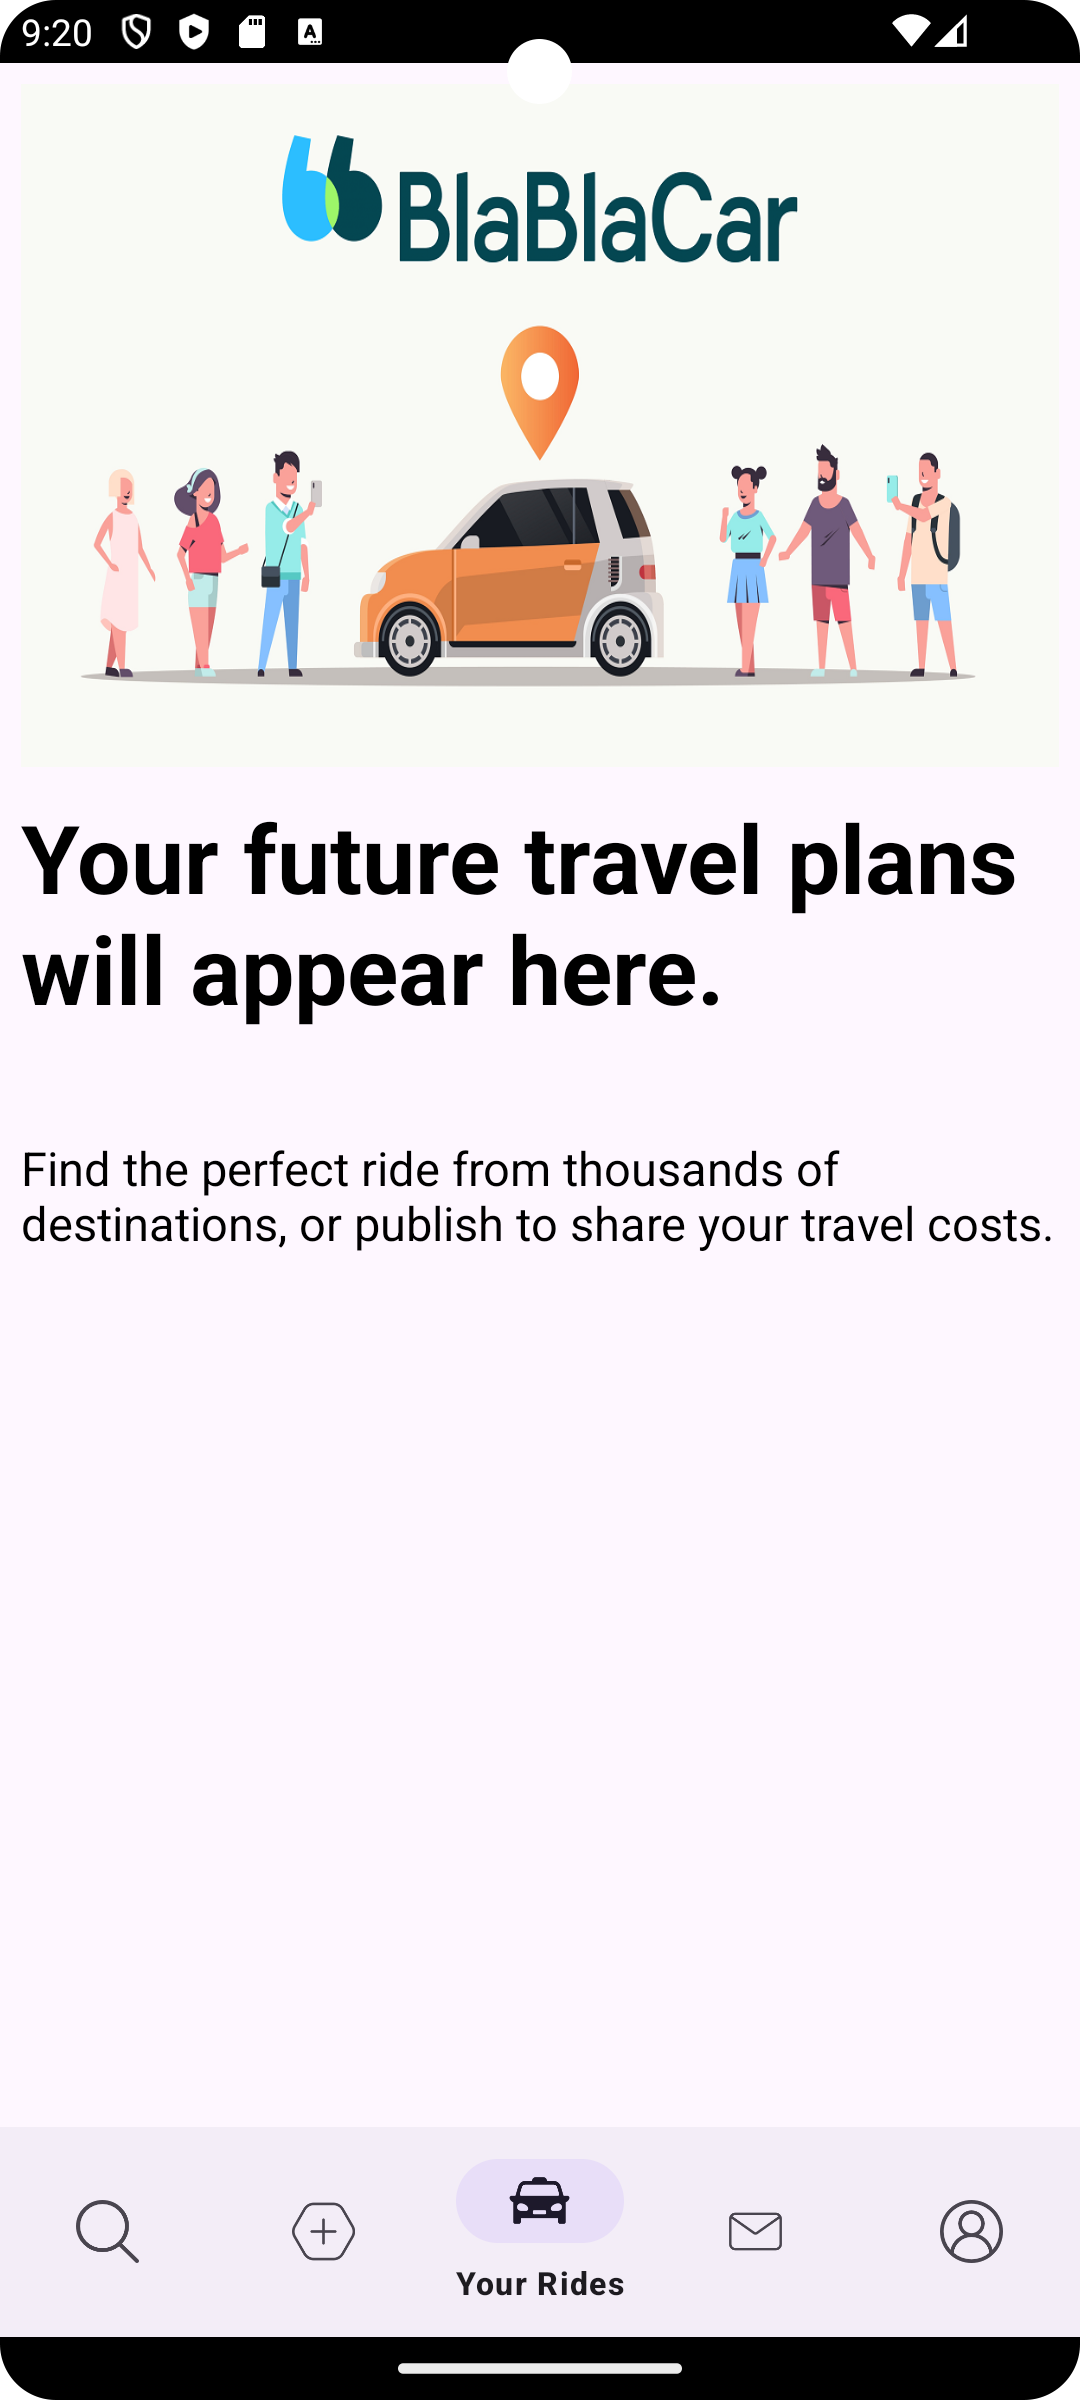 9:20
BlaBlaCar
Your future travel plans
will appear here.
Find the perfect ride from thousands of
destinations, or publish to share your travel costs.
Your Rides